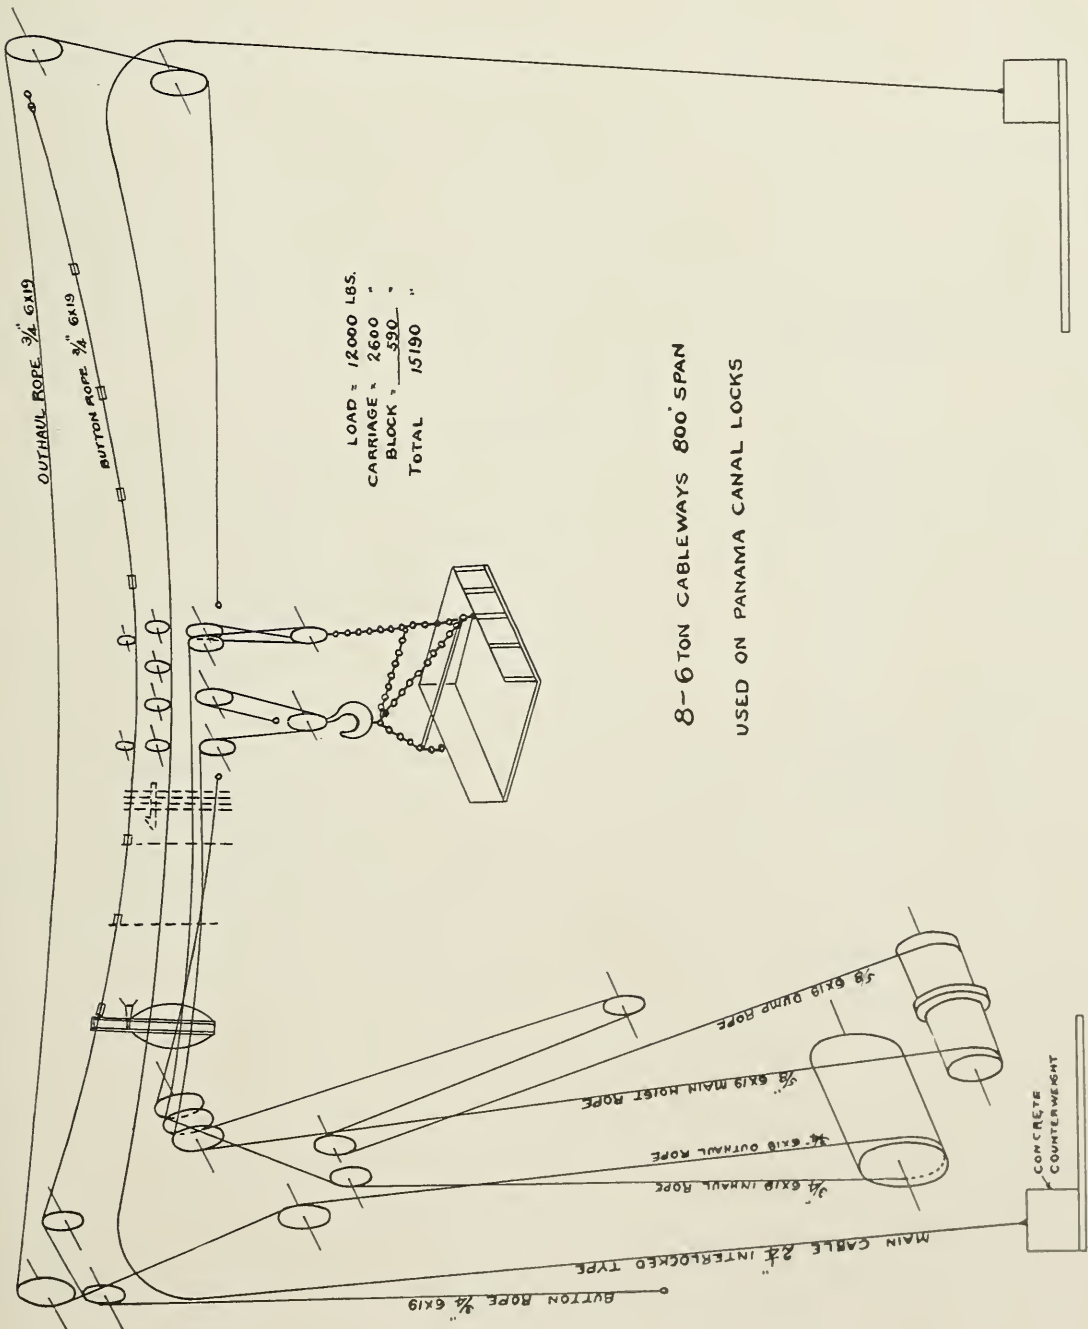 OUTHAUL ROPE 3/4" 6X19
BUTTON ROPE 3/4" 6X19
LOAD = 12000 LBS.
CARRIAGE = 2600 "
BLOCK = 590 "
TOTAL 15190 "
8-6 TON CABLEWAYS 800' SPAN
USED ON PANAMA CANAL LOCKS
5/8 6X19 DUMP ROPE
5/8" 6X19 MAIN HOIST ROPE
3/4" 6X19 OUTHAUL ROPE
3/4" 6X19 INHAUL ROPE
MAIN CABLE 2 1/4" INTERLOCKED TYPE
BUTTON ROPE 3/4" 6X19
CONCRETE
COUNTERWEIGHT